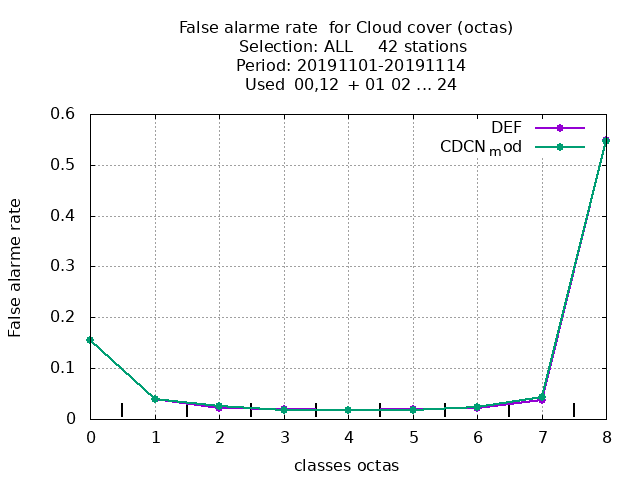 False alarme rate  for Cloud cover (octas)
Selection: ALL     42 stations
Period: 20191101-20191114
Used  00,12  + 01 02 ... 24
DEF
CDCN_mod
False alarme rate
0.6
0.5
0.4
0.3
0.2
0.1
0
0 1 2 3 4 5 6 7 8
classes octas